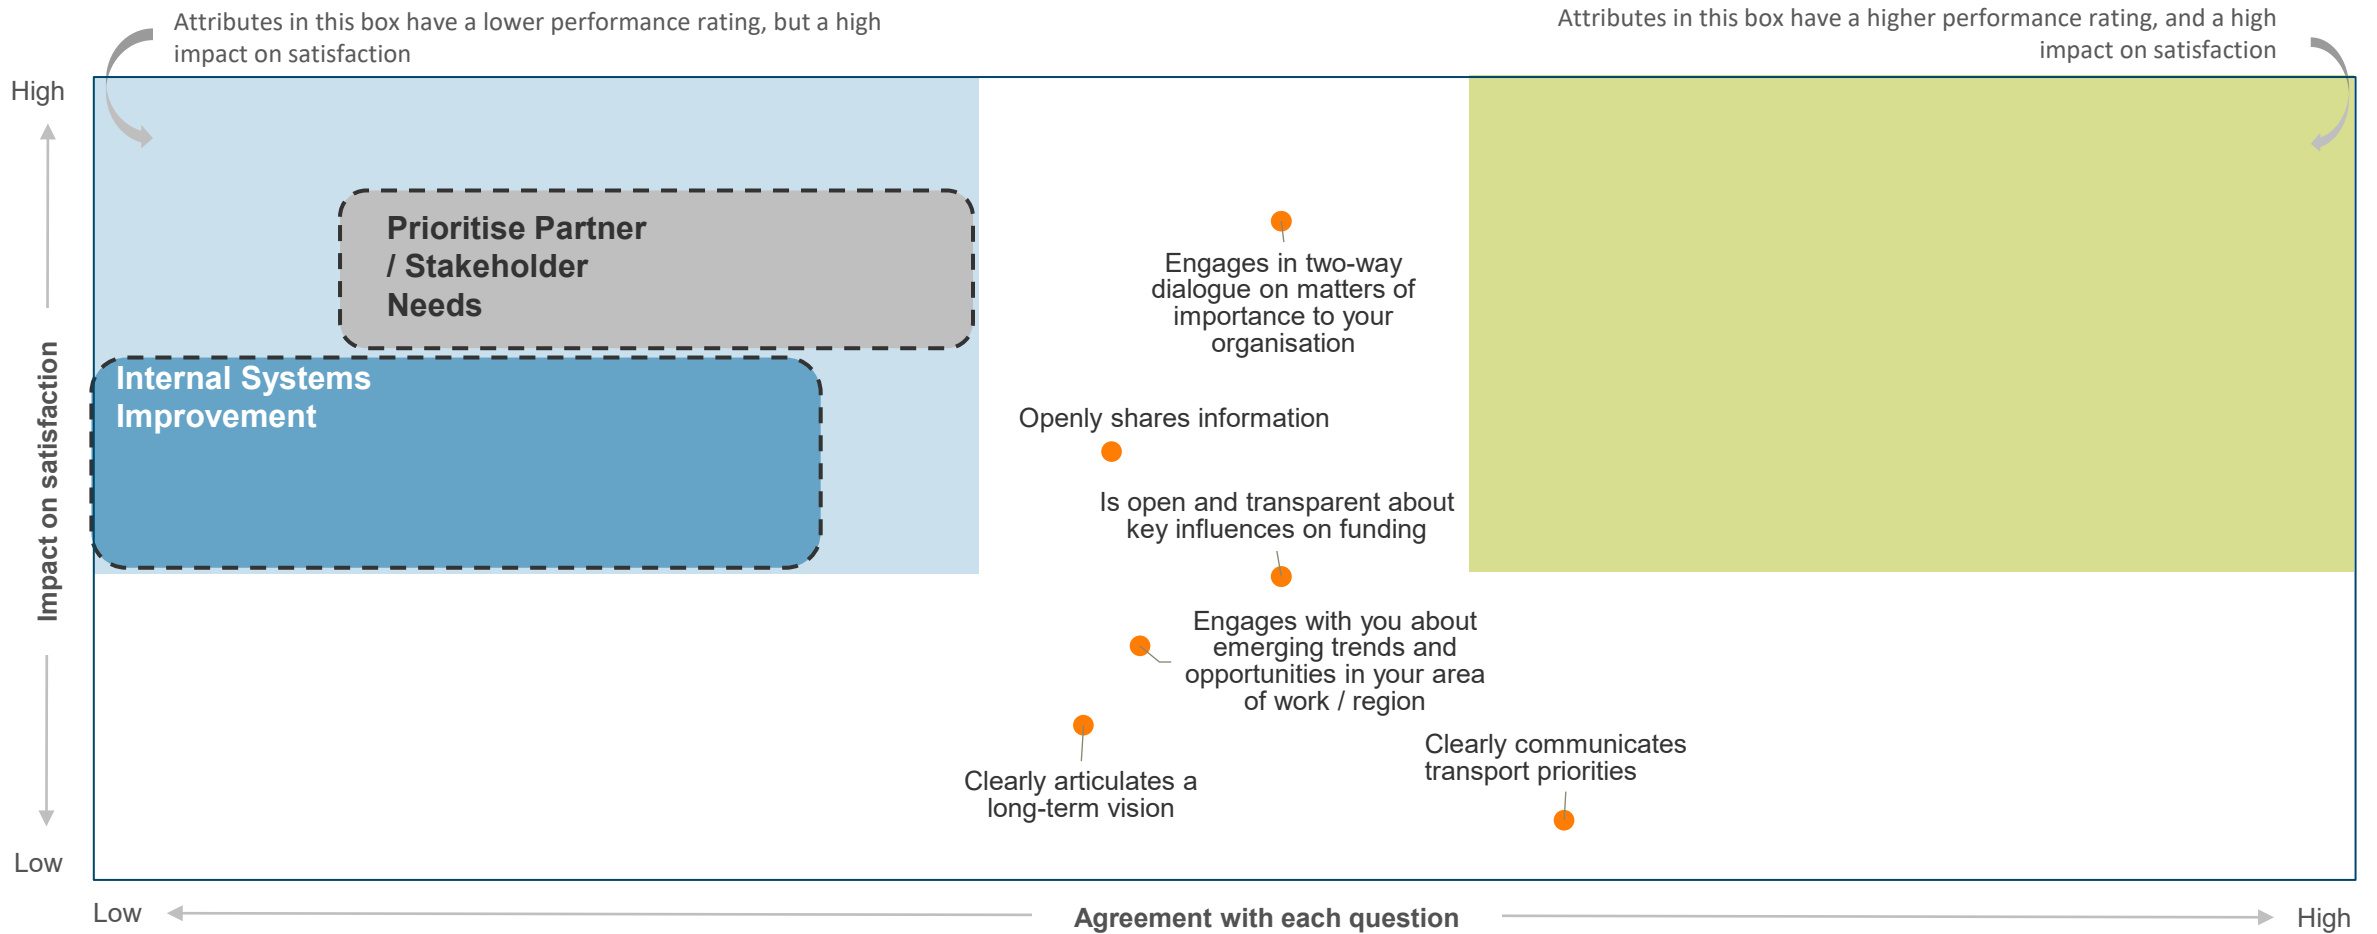 Attributes in this box have a lower performance rating, but a high
impact on satisfaction
Attributes in this box have a higher performance rating, and a high
impact on satisfaction
High
Prioritise Partner
/ Stakeholder
Needs
Engages in two-way
dialogue on matters of
importance to your
organisation
Internal Systems
Improvement
Openly shares information
Impact on satisfaction
Is open and transparent about
key influences on funding
Engages with you about
emerging trends and
opportunities in your area
of work / region
Clearly communicates
transport priorities
Clearly articulates a
long-term vision
Low
Low
Agreement with each question
High